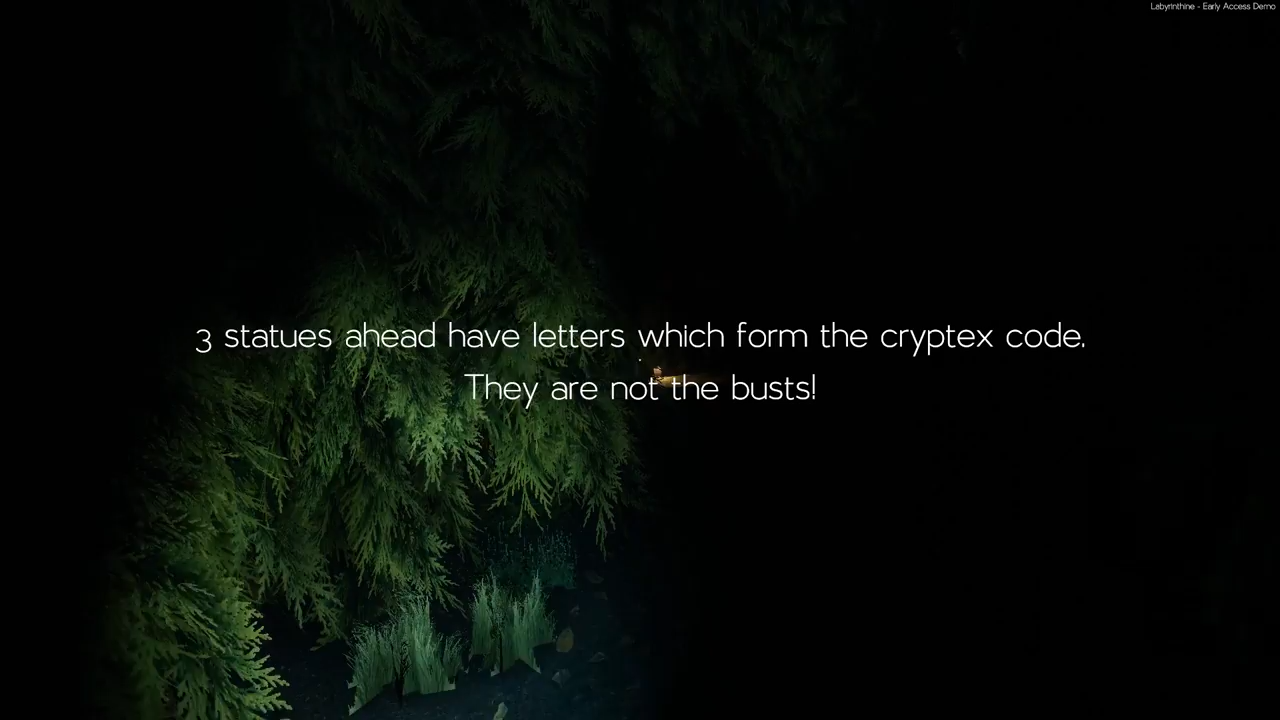 Labyrinthine - Early Access Demo
3 statues ahead have letters which form the cryptex code.
They are not the busts!